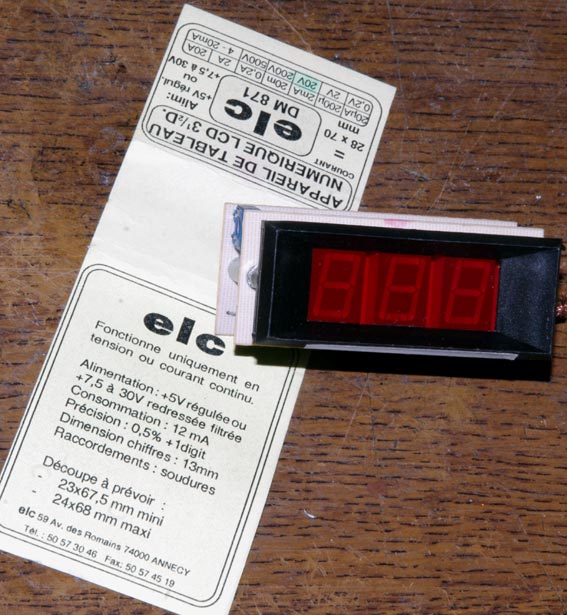 APPAREIL DE TABLEAU
NUMERIQUE LCD 3½D.
COURANT =
28 x 70 mm
elc
DM 871
Alim:
+5V régul.
ou
+7,5 à 30V
20µA 200µ 2mA 20m 0.2A 2A 20A
0.2V 2V 20V 200V 500V 4 - 20mA
elc
Fonctionne uniquement en
tension ou courant continu.
Alimentation : +5V régulée ou
+7,5 à 30V redressée filtrée
Consommation : 12 mA
Précision : 0,5% +1digit
Dimension chiffres : 13mm
Raccordements : soudures
Découpe à prévoir :
- 23x67,5 mm mini
- 24x68 mm maxi
elc 59 Av. des Romains 74000 ANNECY
Tél. : 50 57 30 46 Fax: 50 57 45 19